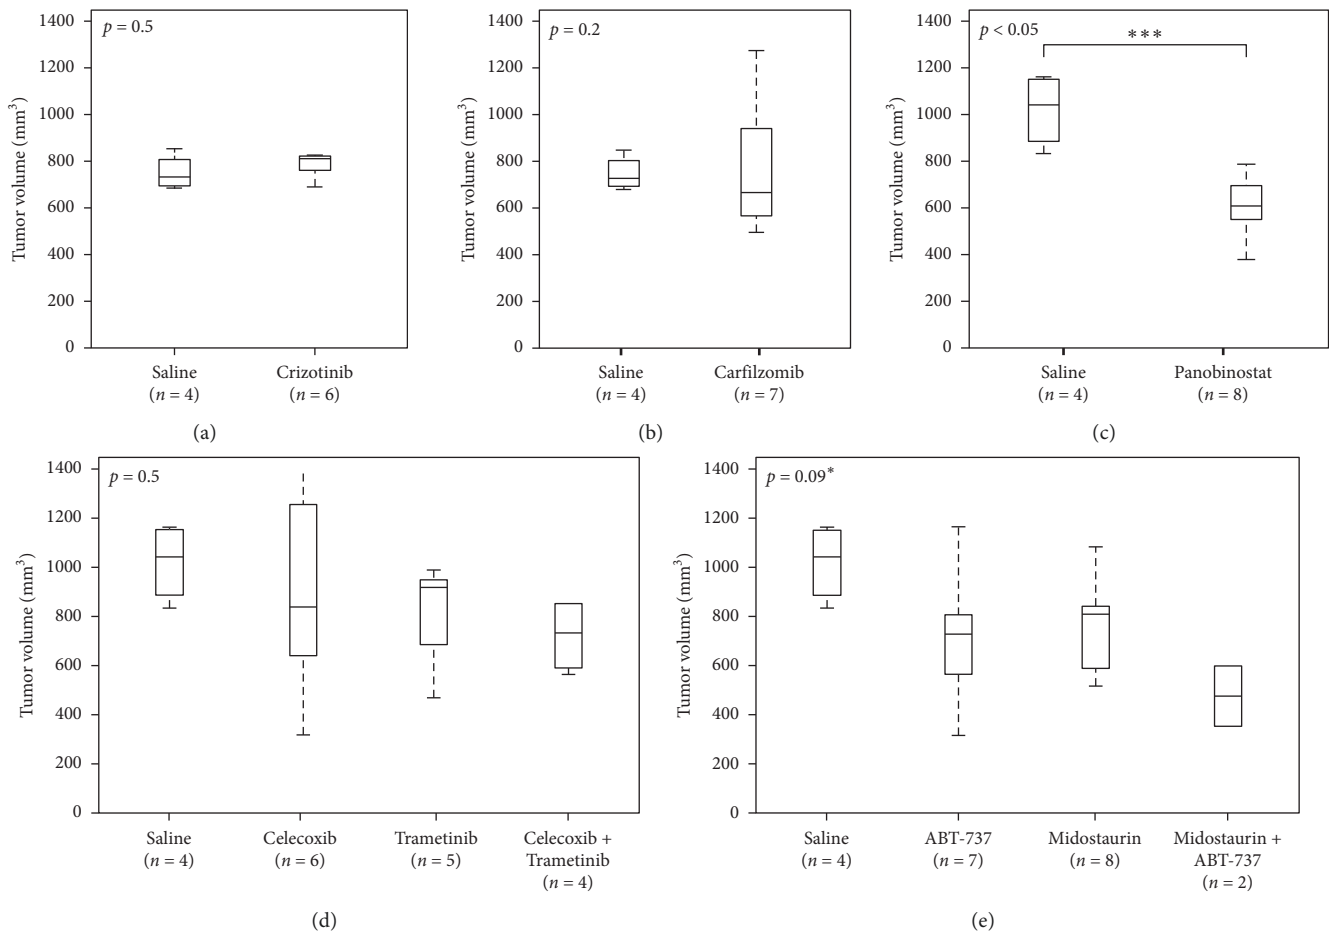 1400
1200
1000
800
600
400
200
0
Tumor volume (mm³)
p = 0.5
Saline
(n = 4)
Crizotinib
(n = 6)
(a)
1400
1200
1000
800
600
400
200
0
Tumor volume (mm³)
p = 0.2
Saline
(n = 4)
Carfilzomib
(n = 7)
(b)
1400
1200
1000
800
600
400
200
0
Tumor volume (mm³)
p < 0.05
***
Saline
(n = 4)
Panobinostat
(n = 8)
(c)
1400
1200
1000
800
600
400
200
0
Tumor volume (mm³)
p = 0.5
Saline
(n = 4)
Celecoxib
(n = 6)
Trametinib
(n = 5)
Celecoxib +
Trametinib
(n = 4)
(d)
1400
1200
1000
800
600
400
200
0
Tumor volume (mm³)
p = 0.09*
Saline
(n = 4)
ABT-737
(n = 7)
Midostaurin
(n = 8)
Midostaurin +
ABT-737
(n = 2)
(e)